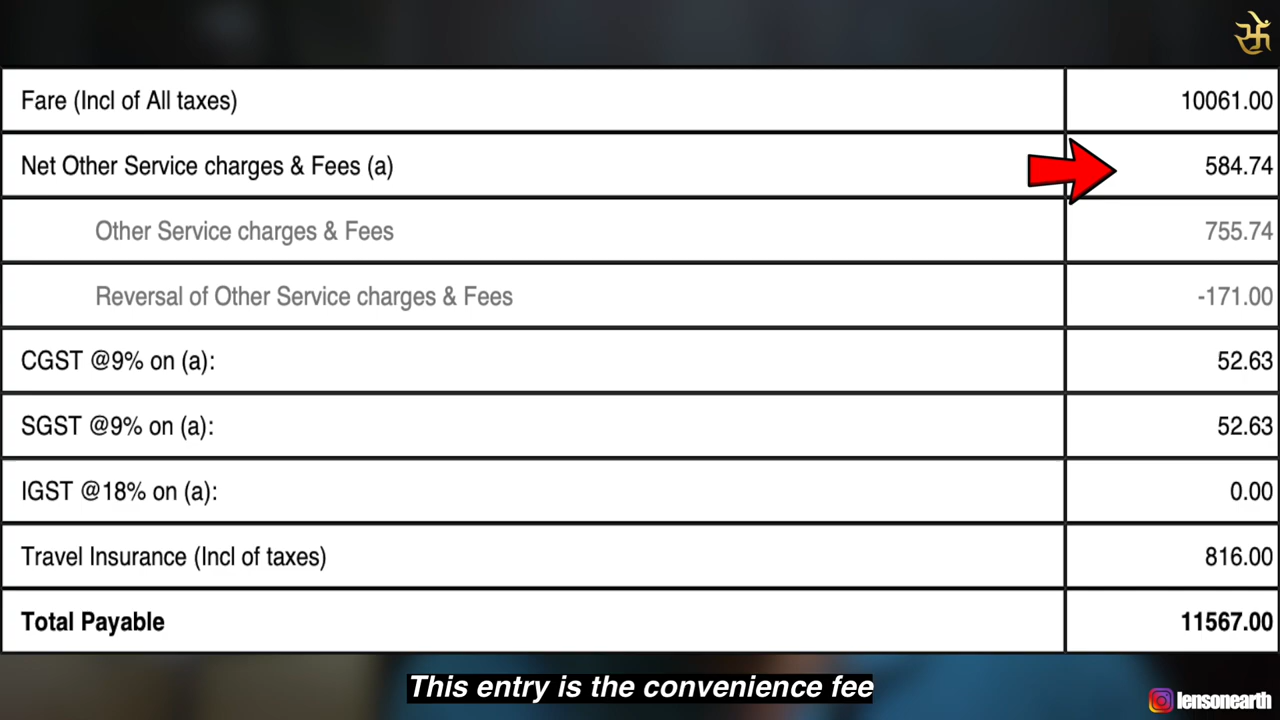 Fare (Incl of All taxes) 10061.00
Net Other Service charges & Fees (a) 584.74
Other Service charges & Fees 755.74
Reversal of Other Service charges & Fees -171.00
CGST @9% on (a): 52.63
SGST @9% on (a): 52.63
IGST @18% on (a): 0.00
Travel Insurance (Incl of taxes) 816.00
Total Payable 11567.00
This entry is the convenience fee
lensonearth